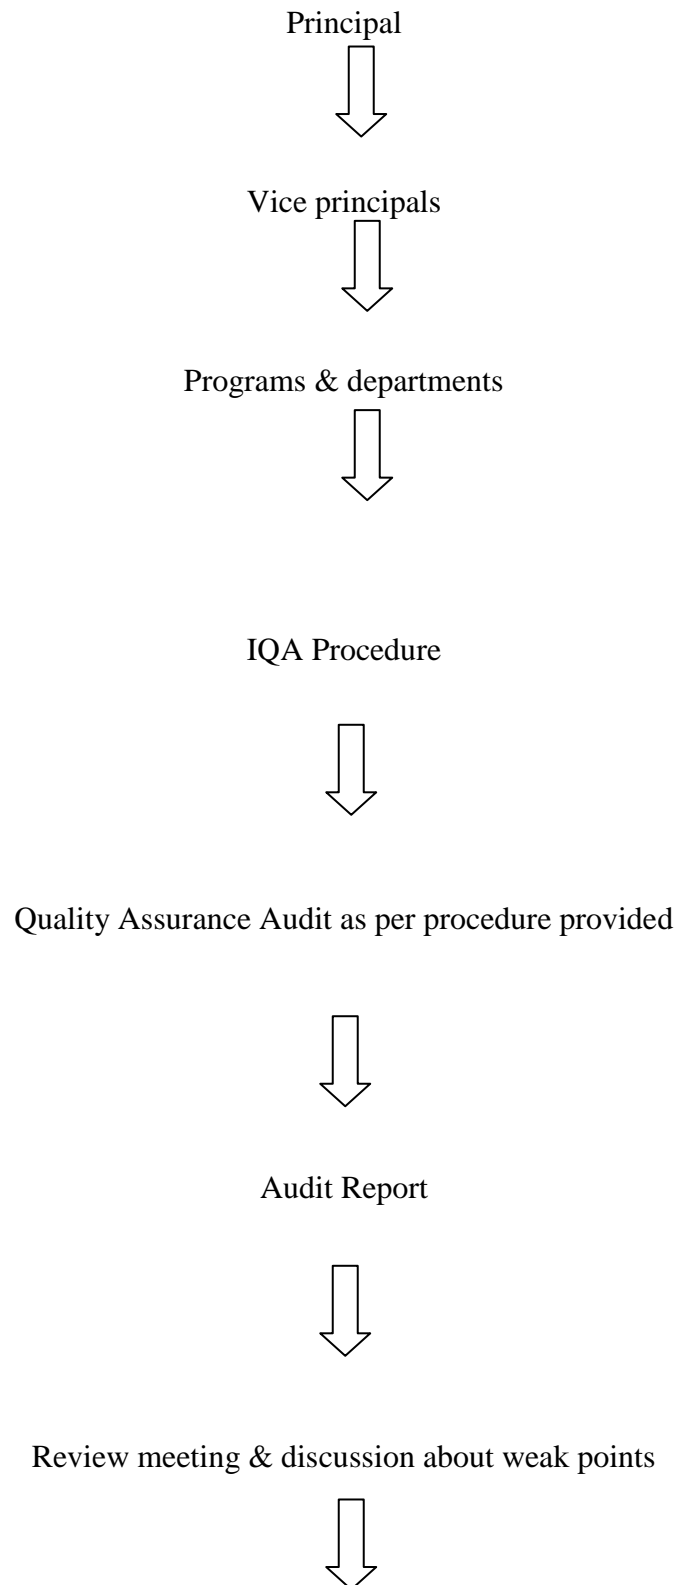 Principal
Vice principals
Programs & departments
IQA Procedure
Quality Assurance Audit as per procedure provided
Audit Report
Review meeting & discussion about weak points